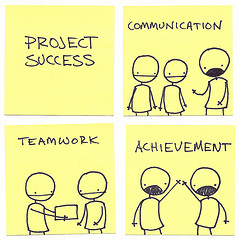 PROJECT
SUCCESS
COMMUNICATION
TEAMWORK
ACHIEVEMENT